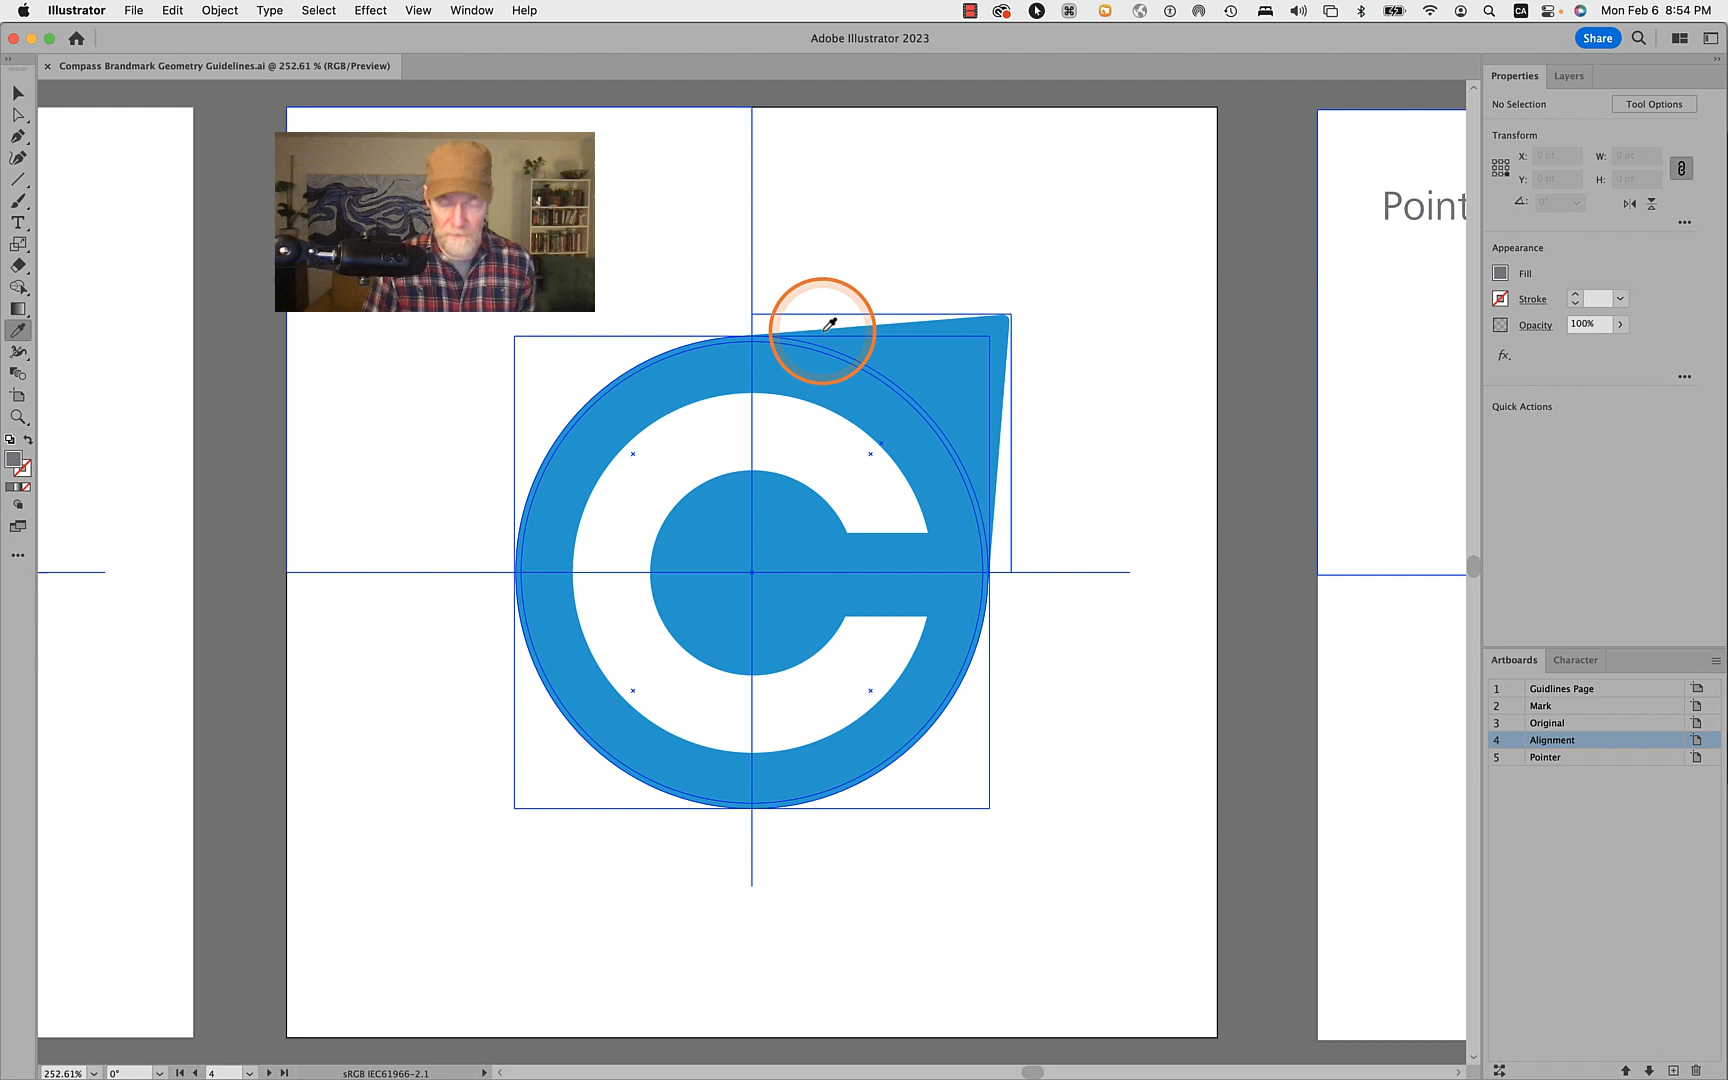 Illustrator File Edit Object Type Select Effect View Window Help
CA
Mon Feb 6 8:54 PM
Adobe Illustrator 2023
Share
Compass Brandmark Geometry Guidelines.ai @ 252.61 % (RGB/Preview)
Properties Layers
No Selection
Tool Options
Transform
X: 0 pt W: 0 pt
Y: 0 pt H: 0 pt
0°
Point
Appearance
Fill
Stroke
Opacity 100%
fx.
Quick Actions
Artboards Character
1 Guidlines Page
2 Mark
3 Original
4 Alignment
5 Pointer
252.61% 0° 4 sRGB IEC61966-2.1